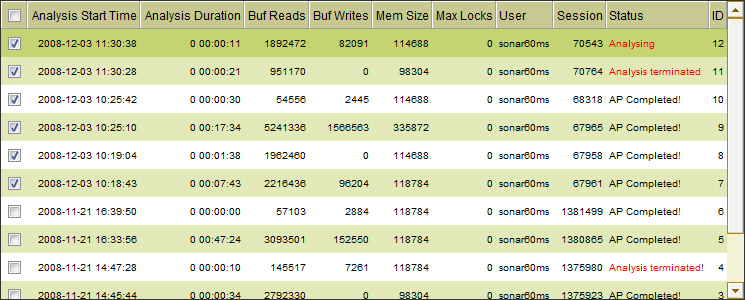 Analysis Start Time Analysis Duration Buf Reads Buf Writes Mem Size Max Locks User Session Status ID
2008-12-03 11:30:38 0 00:00:11 1892472 82091 114688 0 sonar60ms 70543 Analysing 12
2008-12-03 11:30:28 0 00:00:21 951170 0 98304 0 sonar60ms 70764 Analysis terminated 11
2008-12-03 10:25:42 0 00:00:30 54556 2445 114688 0 sonar60ms 68318 AP Completed! 10
2008-12-03 10:25:10 0 00:17:34 5241336 1566563 335872 0 sonar60ms 67965 AP Completed! 9
2008-12-03 10:19:04 0 00:01:38 1962460 0 114688 0 sonar60ms 67958 AP Completed! 8
2008-12-03 10:18:43 0 00:07:43 2216436 96204 118784 0 sonar60ms 67961 AP Completed! 7
2008-11-21 16:39:50 0 00:00:00 57103 2884 118784 0 sonar60ms 1381499 AP Completed! 6
2008-11-21 16:33:56 0 00:47:24 3093501 152550 118784 0 sonar60ms 1380865 AP Completed! 5
2008-11-21 14:47:28 0 00:00:10 145517 7261 118784 0 sonar60ms 1375980 Analysis terminated! 4
2008-11-21 14:45:44 0 00:00:34 2792330 0 98304 0 sonar60ms 1375923 AP Completed! 3